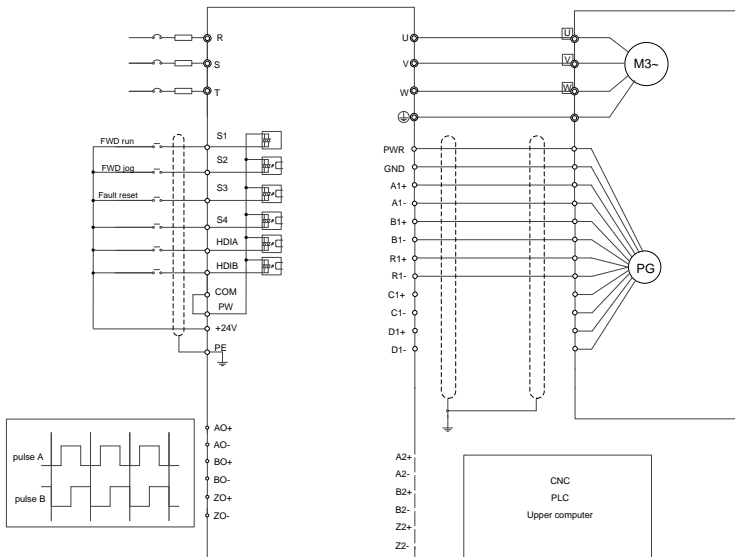 R
S
T
FWD run
FWD jog
Fault reset
S1
S2
S3
S4
HDIA
HDIB
COM
PW
+24V
PE
U
V
W
PWR
GND
A1+
A1-
B1+
B1-
R1+
R1-
C1+
C1-
D1+
D1-
U
V
W
M3~
PG
pulse A
pulse B
AO+
AO-
BO+
BO-
ZO+
ZO-
A2+
A2-
B2+
B2-
Z2+
Z2-
CNC
PLC
Upper computer